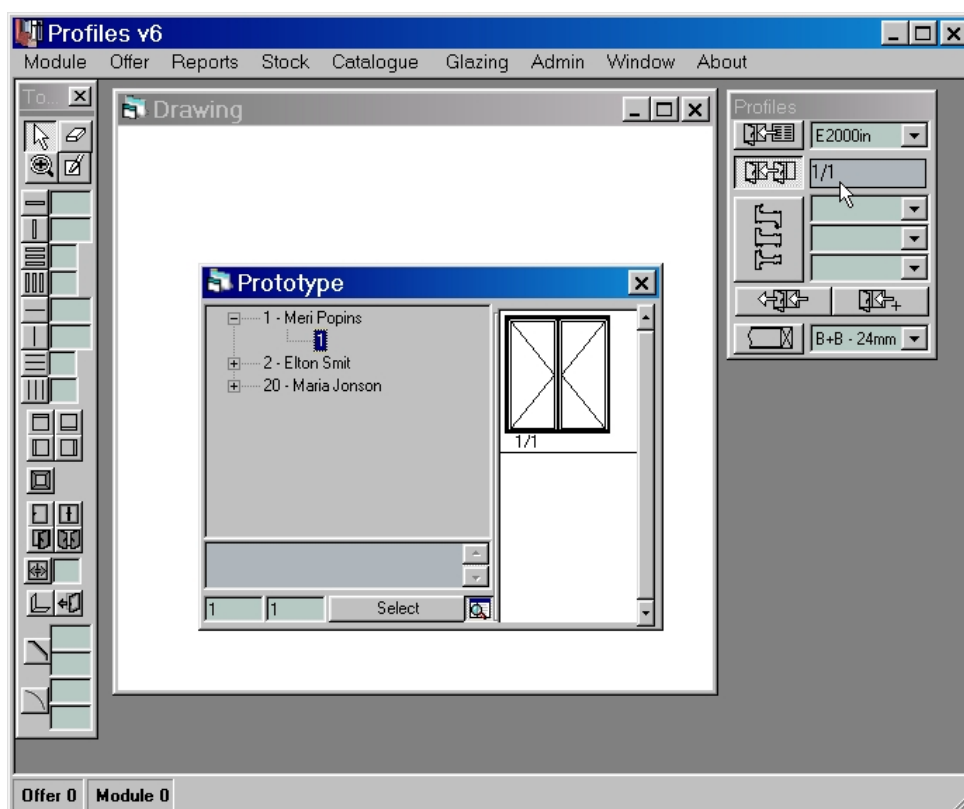 Profiles v6
Module Offer Reports Stock Catalogue Glazing Admin Window About
To...
Drawing
Profiles
E2000in
1/1
B+B - 24mm
Prototype
1 - Meri Popins
1
2 - Elton Smit
20 - Maria Jonson
1/1
1 1 Select
Offer 0 Module 0